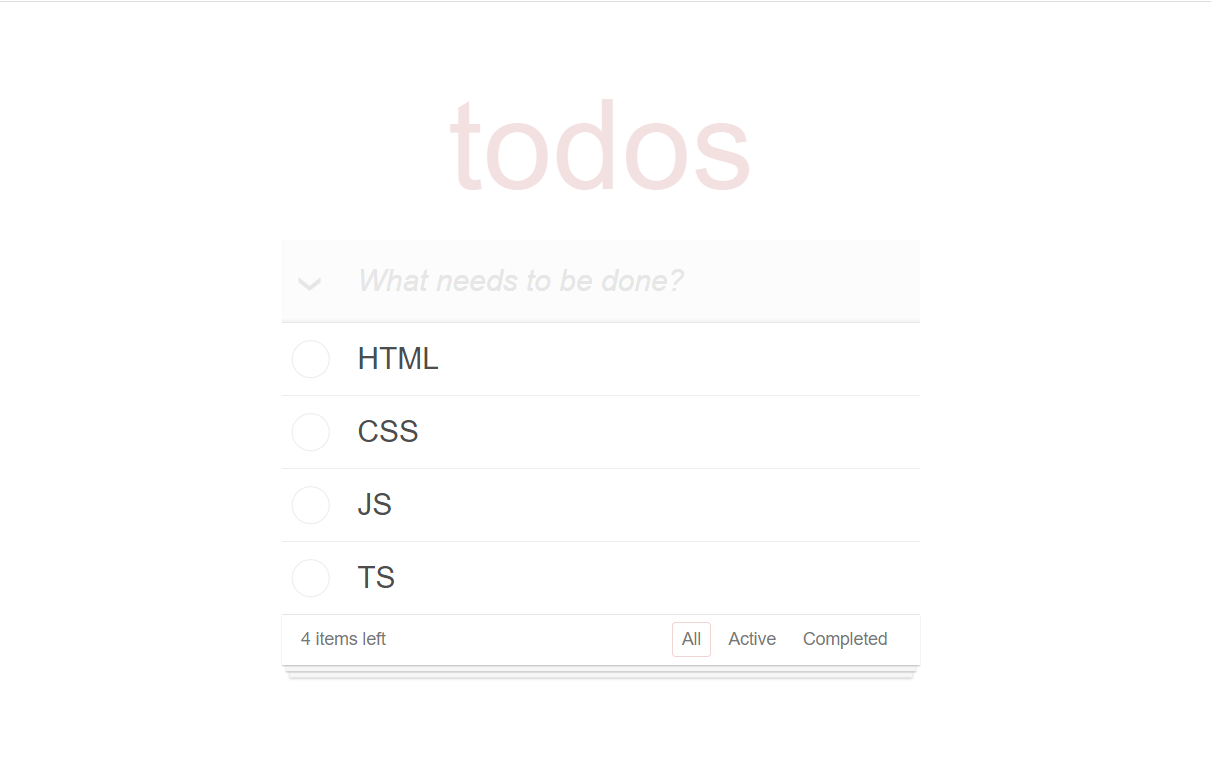 todos
What needs to be done?
HTML
CSS
JS
TS
4 items left All Active Completed